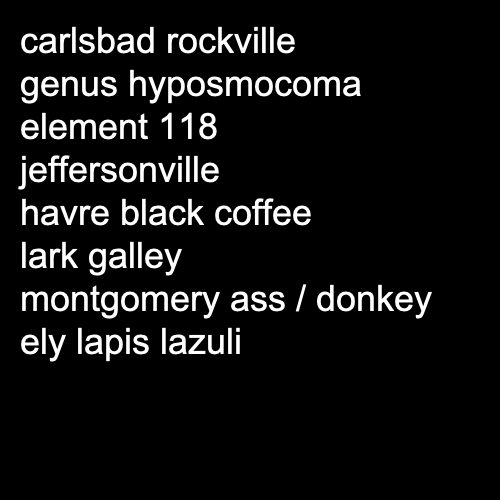 carlsbad rockville
genus hyposmocoma
element 118
jeffersonville
havre black coffee
lark galley
montgomery ass / donkey
ely lapis lazuli